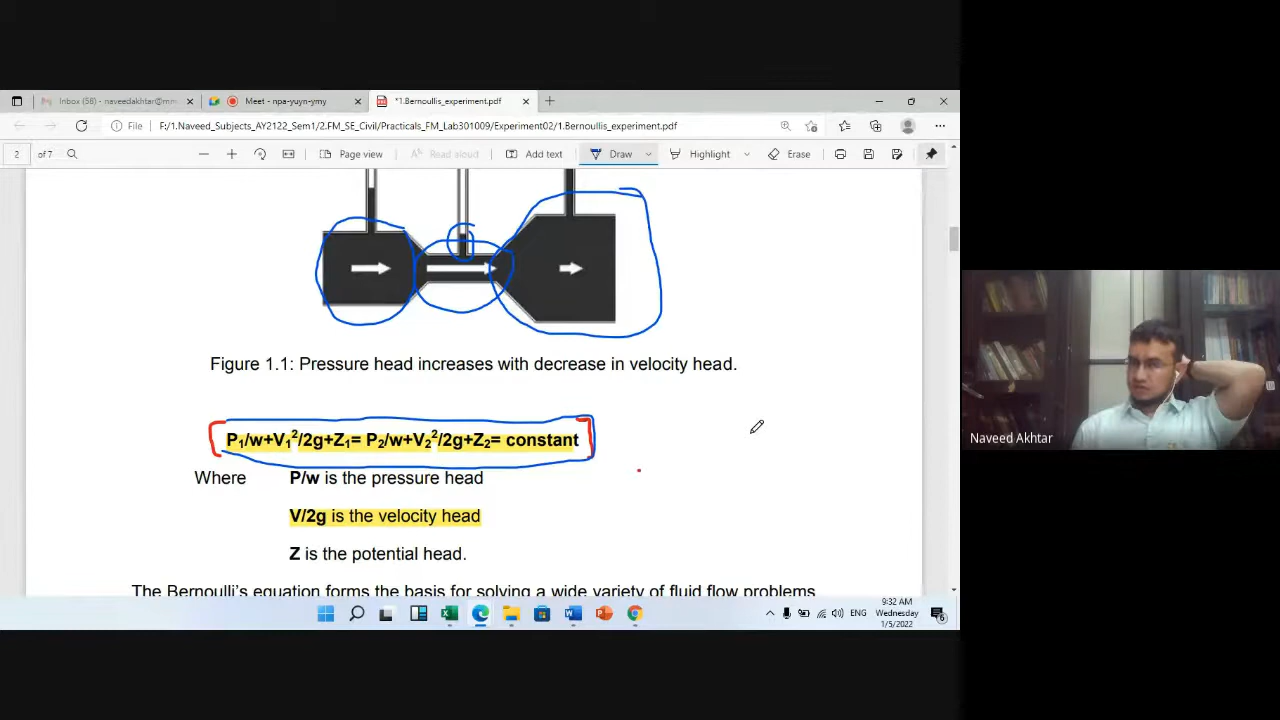 Inbox (58) - naveedakhtar@mm
Meet - npa-yuyn-ymy
*1.Bernoullis_experiment.pdf
File
F:/1.Naveed_Subjects_AY2122_Sem1/2.FM_SE_Civil/Practicals_FM_Lab301009/Experiment02/1.Bernoullis_experiment.pdf
2 of 7
Page view
Read aloud
Add text
Draw
Highlight
Erase
Figure 1.1: Pressure head increases with decrease in velocity head.
P₁/w+V₁²/2g+Z₁= P₂/w+V₂²/2g+Z₂= constant
Where P/w is the pressure head
V/2g is the velocity head
Z is the potential head.
The Bernoulli's equation forms the basis for solving a wide variety of fluid flow problems
Naveed Akhtar
ENG
9:32 AM
Wednesday
1/5/2022
6